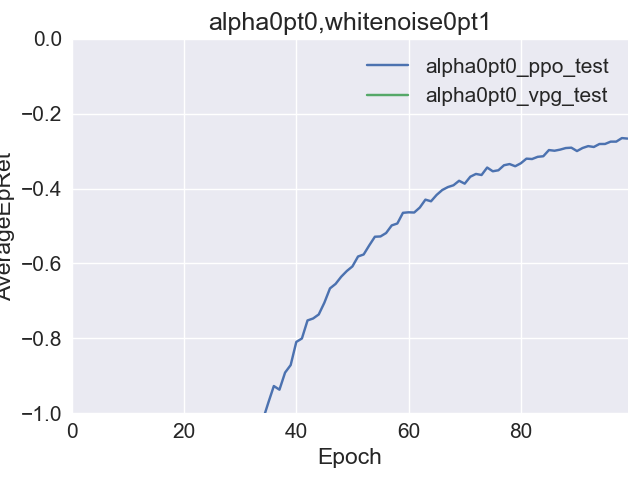 alpha0pt0,whitenoise0pt1
alpha0pt0_ppo_test
alpha0pt0_vpg_test
0.0
−0.2
−0.4
−0.6
−0.8
−1.0
AverageEpRet
0 20 40 60 80
Epoch